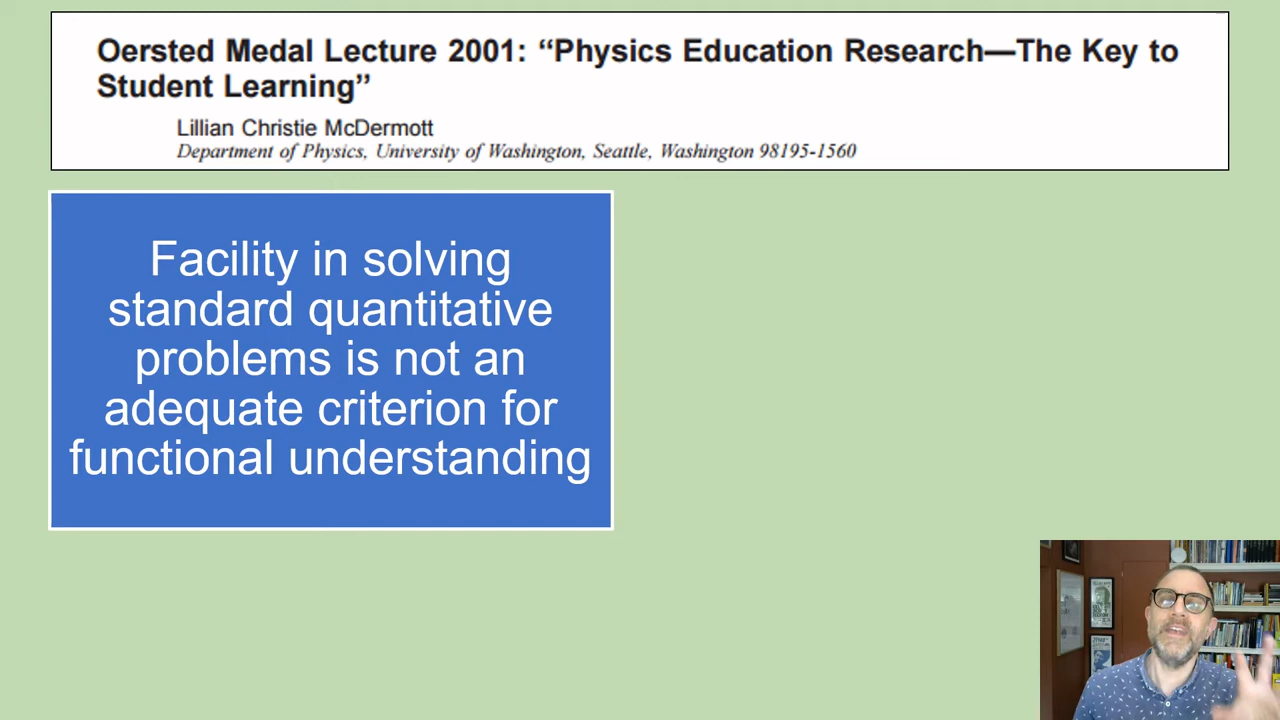 Oersted Medal Lecture 2001: “Physics Education Research—The Key to
Student Learning”
Lillian Christie McDermott
Department of Physics, University of Washington, Seattle, Washington 98195-1560
Facility in solving
standard quantitative
problems is not an
adequate criterion for
functional understanding